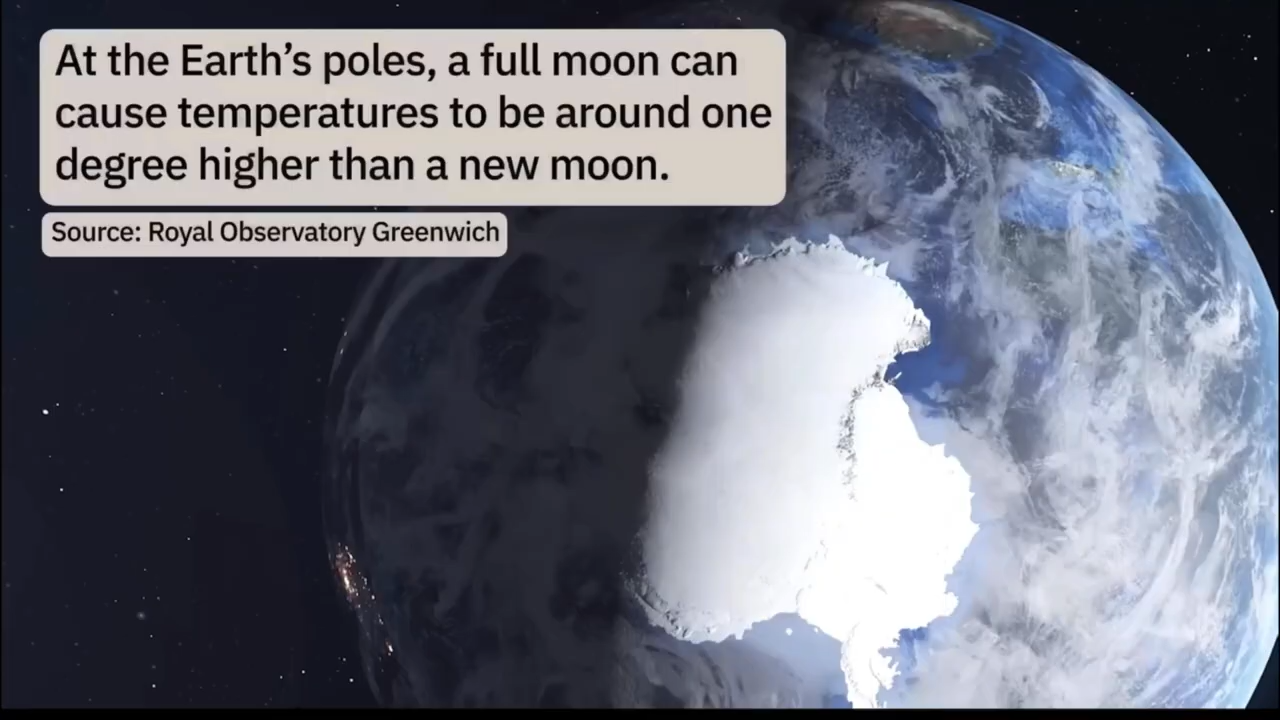 At the Earth’s poles, a full moon can
cause temperatures to be around one
degree higher than a new moon.
Source: Royal Observatory Greenwich